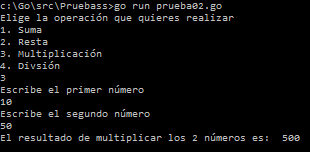 c:\Go\src\Pruebass>go run prueba02.go
Elige la operación que quieres realizar
1. Suma
2. Resta
3. Multiplicación
4. Divsión
3
Escribe el primer número
10
Escribe el segundo número
50
El resultado de multiplicar los 2 números es:  500